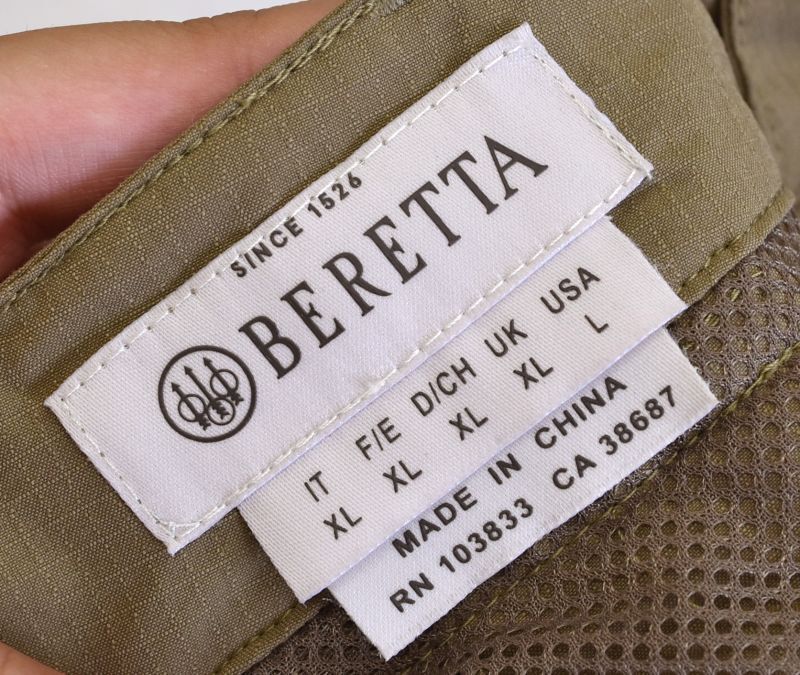 SINCE 1526
BERETTA
IT F/E D/CH UK USA
XL XL XL XL L
MADE IN CHINA
RN 103833 CA 38687